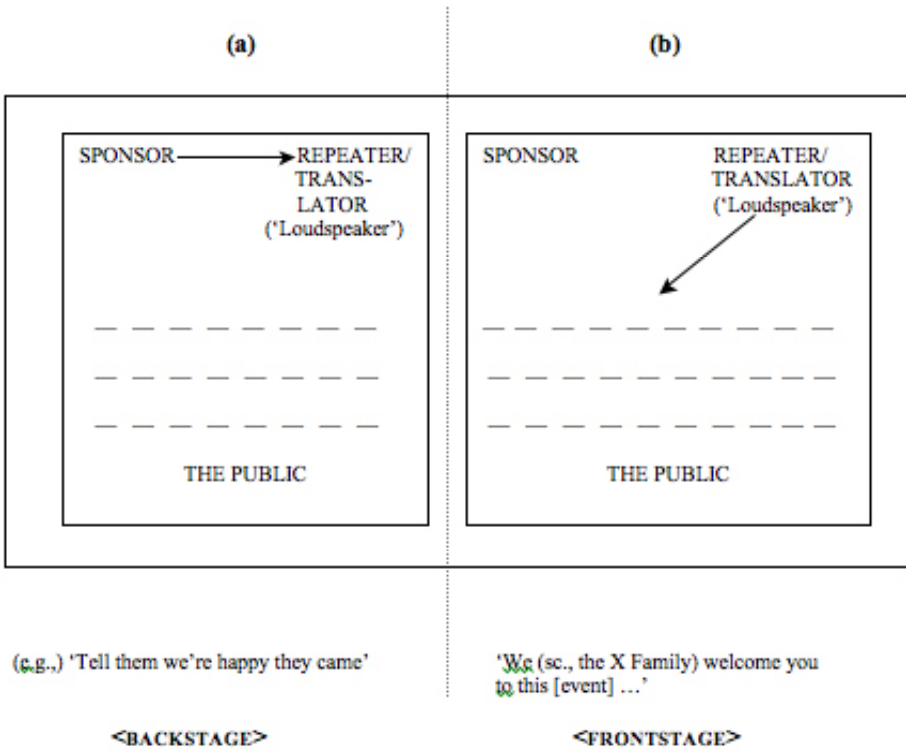 (a)
SPONSOR
REPEATER/
TRANS-
LATOR
('Loudspeaker')
THE PUBLIC
(e.g.,) 'Tell them we're happy they came'
<BACKSTAGE>
(b)
SPONSOR
REPEATER/
TRANSLATOR
('Loudspeaker')
THE PUBLIC
'We (sc., the X Family) welcome you
to this [event] …'
<FRONTSTAGE>